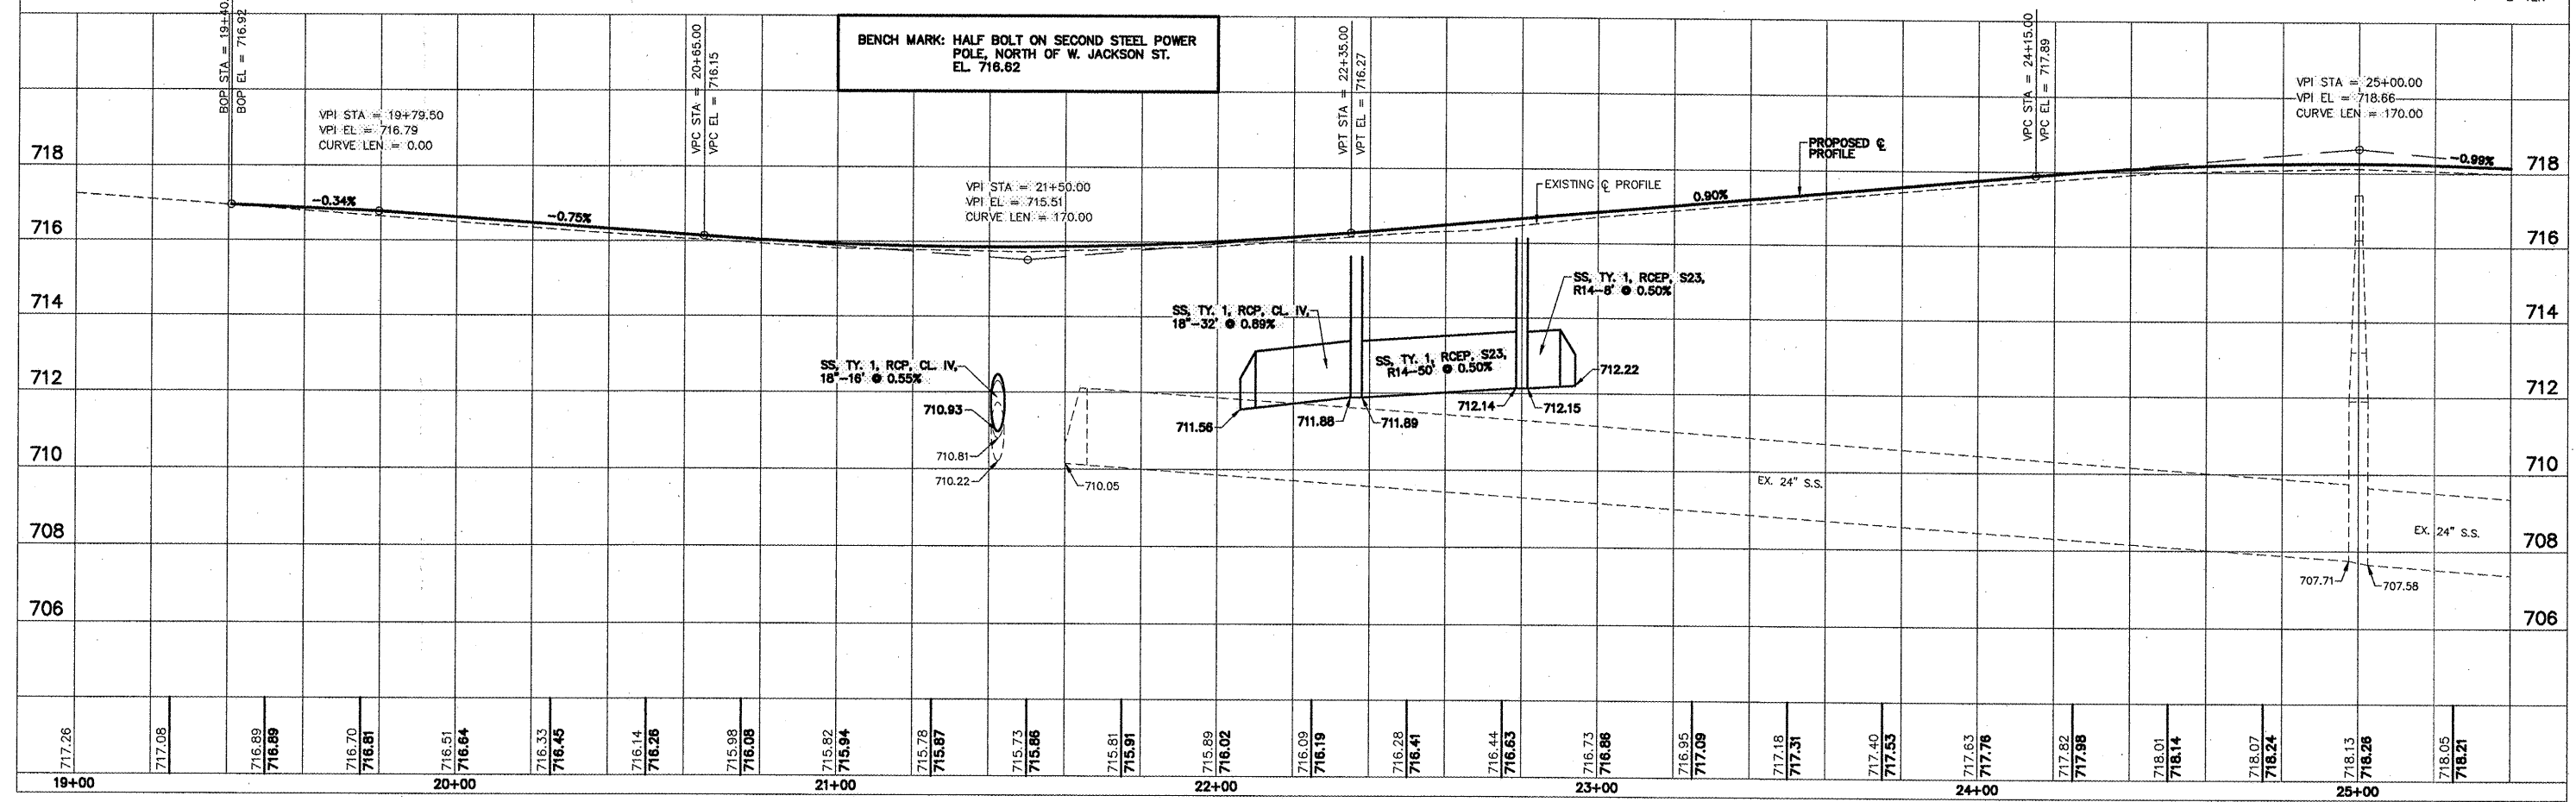 BOP STA = 19+40.
BOP EL = 716.92
VPI STA = 19+79.50
VPI EL = 716.79
CURVE LEN = 0.00
VPC STA = 20+65.00
VPC EL = 716.15
BENCH MARK: HALF BOLT ON SECOND STEEL POWER
POLE, NORTH OF W. JACKSON ST.
EL. 716.62
VPI STA = 21+50.00
VPI EL = 715.51
CURVE LEN = 170.00
VPT STA = 22+35.00
VPT EL = 716.27
VPC STA = 24+15.00
VPC EL = 717.89
VPI STA = 25+00.00
VPI EL = 718.66
CURVE LEN = 170.00
PROPOSED ℄
PROFILE
EXISTING ℄ PROFILE
-0.34%
-0.75%
0.90%
-0.99%
718
718
716
716
714
714
712
712
710
710
708
708
706
706
SS, TY. 1, RCP, CL. IV,
18"-16' @ 0.55%
710.93
710.81
710.22
710.05
SS, TY. 1, RCP, CL. IV,
18"-32' @ 0.89%
SS, TY. 1, RCEP, S23,
R14-50' @ 0.50%
SS, TY. 1, RCEP, S23,
R14-8' @ 0.50%
711.56
711.88
711.89
712.14
712.15
712.22
EX. 24" S.S.
EX. 24" S.S.
707.71
707.58
717.26
717.08
716.89
716.89
716.70
716.81
716.51
716.64
716.33
716.45
716.14
716.26
715.98
716.08
715.82
715.94
715.78
715.87
715.73
715.86
715.81
715.91
715.89
716.02
716.09
716.19
716.28
716.41
716.44
716.63
716.73
716.86
716.95
717.09
717.18
717.31
717.40
717.53
717.63
717.76
717.82
717.98
718.01
718.14
718.07
718.24
718.13
718.26
718.05
718.21
19+00
20+00
21+00
22+00
23+00
24+00
25+00